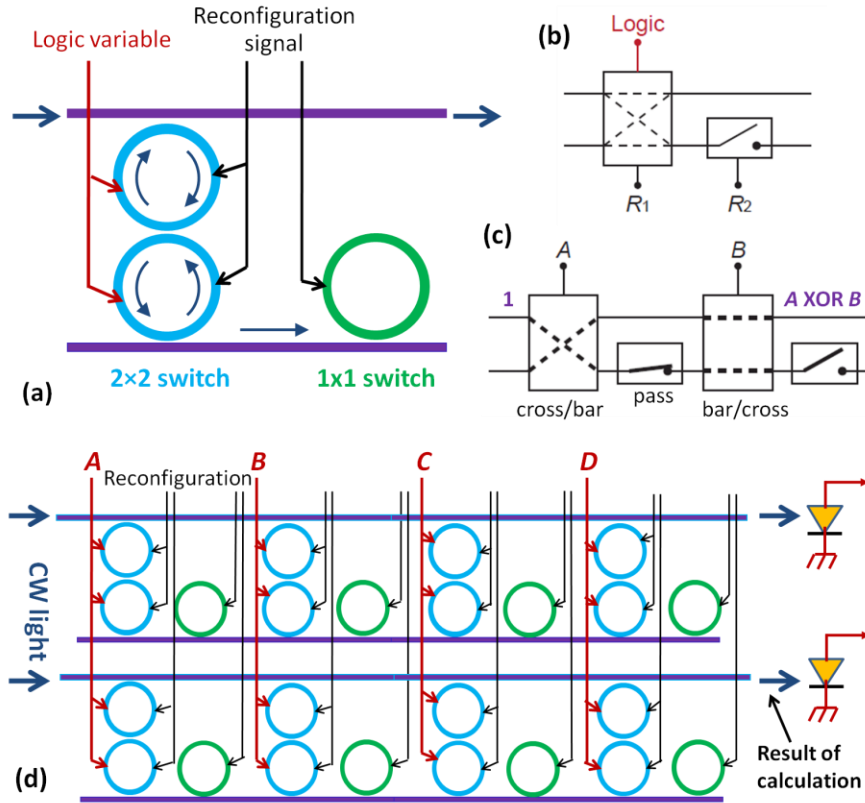 (a)
Logic variable
Reconfiguration
signal
2×2 switch
1x1 switch
(b)
Logic
R1
R2
(c)
A
B
1
A XOR B
cross/bar
pass
bar/cross
(d)
A
Reconfiguration
B
C
D
CW light
Result of
calculation